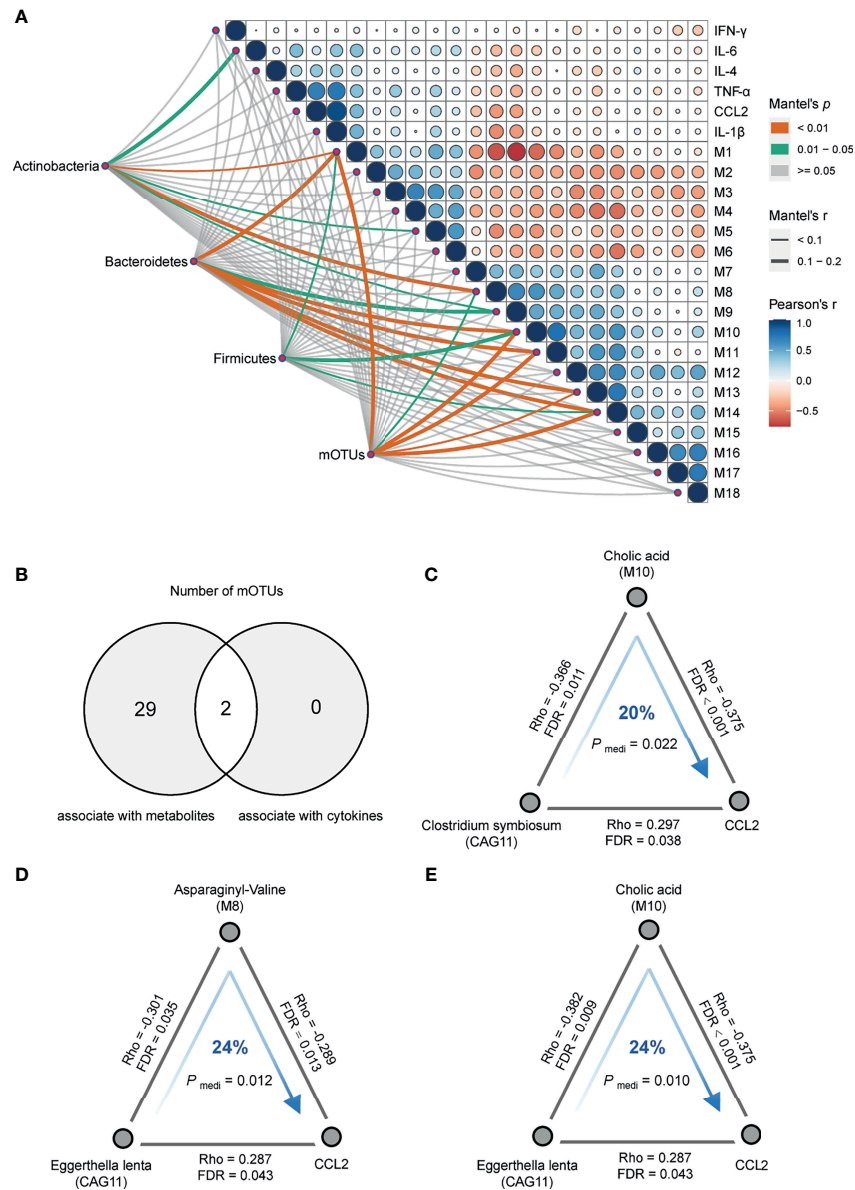 A
IFN-γ
IL-6
IL-4
TNF-α
CCL2
IL-1β
M1
M2
M3
M4
M5
M6
M7
M8
M9
M10
M11
M12
M13
M14
M15
M16
M17
M18
Actinobacteria
Bacteroidetes
Firmicutes
mOTUs
Mantel's p
< 0.01
0.01 – 0.05
>= 0.05
Mantel's r
< 0.1
0.1 – 0.2
Pearson's r
1.0
0.5
0.0
−0.5
B
Number of mOTUs
29
2
0
associate with metabolites
associate with cytokines
C
Cholic acid
(M10)
Rho = -0.366
FDR = 0.011
Rho = -0.375
FDR < 0.001
20%
P medi = 0.022
Clostridium symbiosum
(CAG11)
Rho = 0.297
FDR = 0.038
CCL2
D
Asparaginyl-Valine
(M8)
Rho = -0.301
FDR = 0.035
Rho = -0.289
FDR = 0.013
24%
P medi = 0.012
Eggerthella lenta
(CAG11)
Rho = 0.287
FDR = 0.043
CCL2
E
Cholic acid
(M10)
Rho = -0.382
FDR = 0.009
Rho = -0.375
FDR < 0.001
24%
P medi = 0.010
Eggerthella lenta
(CAG11)
Rho = 0.287
FDR = 0.043
CCL2